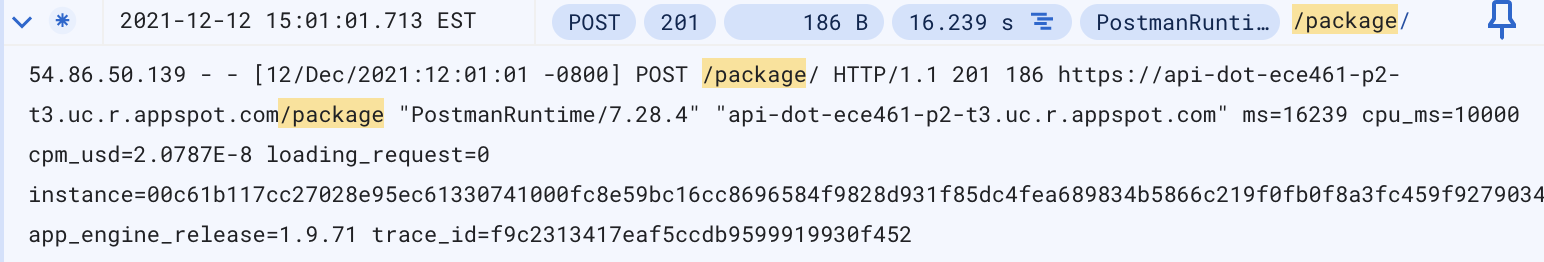 2021-12-12 15:01:01.713 EST POST 201 186 B 16.239 s PostmanRunti… /package/
54.86.50.139 - - [12/Dec/2021:12:01:01 -0800] POST /package/ HTTP/1.1 201 186 https://api-dot-ece461-p2-
t3.uc.r.appspot.com/package "PostmanRuntime/7.28.4" "api-dot-ece461-p2-t3.uc.r.appspot.com" ms=16239 cpu_ms=10000
cpm_usd=2.0787E-8 loading_request=0
instance=00c61b117cc27028e95ec61330741000fc8e59bc16cc8696584f9828d931f85dc4fea689834b5866c219f0fb0f8a3fc459f9279034
app_engine_release=1.9.71 trace_id=f9c2313417eaf5ccdb9599919930f452